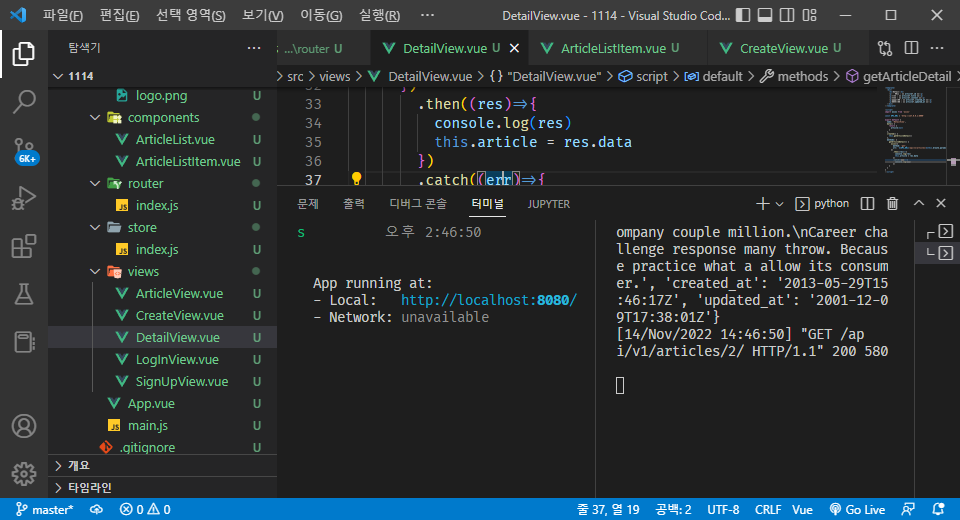 파일(F) 편집(E) 선택 영역(S) 보기(V) 이동(G) 실행(R) ··· DetailView.vue - 1114 - Visual Studio Cod...
탐색기 ···
1114
logo.png U
components
ArticleList.vue U
ArticleListItem.vue U
router
index.js U
store
index.js U
views
ArticleView.vue U
CreateView.vue U
DetailView.vue U
LogInView.vue U
SignUpView.vue U
App.vue U
main.js U
.gitignore U
개요
타임라인
6K+
...\router U DetailView.vue U ArticleListItem.vue U CreateView.vue U ···
> src > views > DetailView.vue > {} "DetailView.vue" > script > default > methods > getArticleDetail
32 })
33 .then((res)=>{
34 console.log(res)
35 this.article = res.data
36 })
37 .catch((err)=>{
문제 출력 디버그 콘솔 터미널 JUPYTER python
s 오후 2:46:50
App running at:
- Local: http://localhost:8080/
- Network: unavailable
ompany couple million.\nCareer cha
llenge response many throw. Becaus
e practice what a allow its consum
er.', 'created_at': '2013-05-29T15
:46:17Z', 'updated_at': '2001-12-0
9T17:38:01Z'}
[14/Nov/2022 14:46:50] "GET /ap
i/v1/articles/2/ HTTP/1.1" 200 580
master* 0 0 줄 37, 열 19 공백: 2 UTF-8 CRLF Vue Go Live